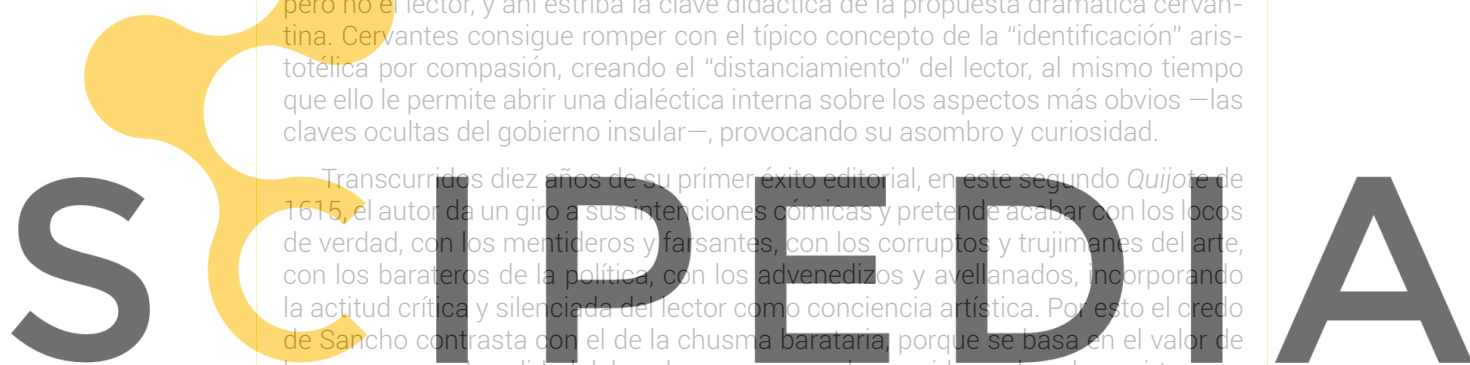 pero no el lector, y ahí estriba la clave didáctica de la propuesta dramática cervan-
tina. Cervantes consigue romper con el típico concepto de la “identificación” aris-
totélica por compasión, creando el “distanciamiento” del lector, al mismo tiempo
que ello le permite abrir una dialéctica interna sobre los aspectos más obvios —las
claves ocultas del gobierno insular—, provocando su asombro y curiosidad.
Transcurridos diez años de su primer éxito editorial, en este segundo Quijote de
1615, el autor da un giro a sus intenciones cómicas y pretende acabar con los locos
de verdad, con los mentideros y farsantes, con los corruptos y trujimanes del arte,
con los barateros de la política, con los advenedizos y avellanados, incorporando
la actitud crítica y silenciada del lector como conciencia artística. Por esto el credo
de Sancho contrasta con el de la chusma barataria, porque se basa en el valor de
SCIPEDIA